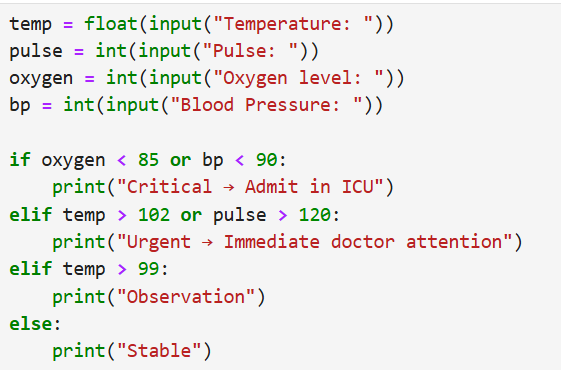 temp = float(input("Temperature: "))
pulse = int(input("Pulse: "))
oxygen = int(input("Oxygen level: "))
bp = int(input("Blood Pressure: "))

if oxygen < 85 or bp < 90:
    print("Critical → Admit in ICU")
elif temp > 102 or pulse > 120:
    print("Urgent → Immediate doctor attention")
elif temp > 99:
    print("Observation")
else:
    print("Stable")